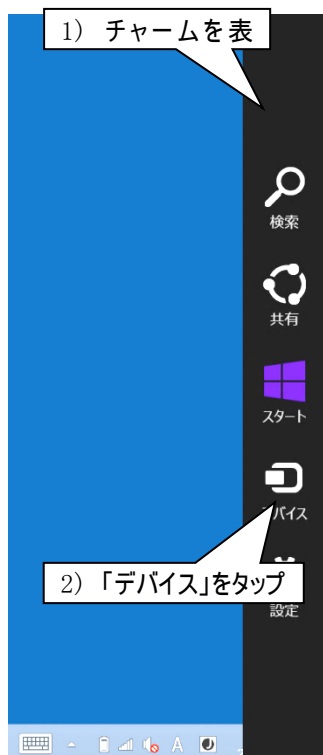 1) チャームを表
検索
共有
スタート
バイス
2)「デバイス」をタップ
設定
A